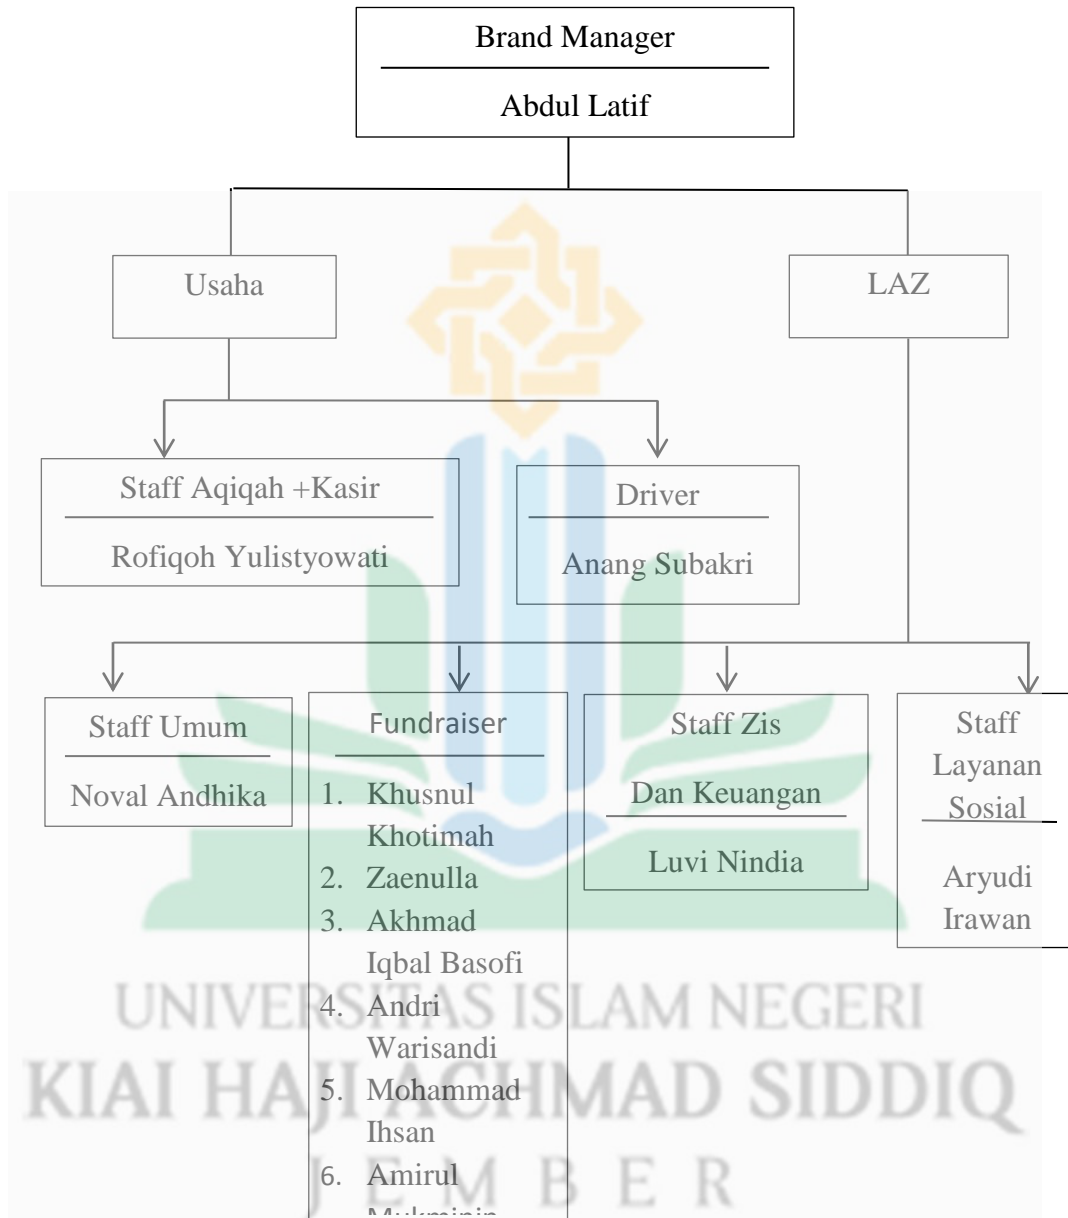 Brand Manager
Abdul Latif
Usaha
LAZ
Staff Aqiqah +Kasir
Rofiqoh Yulistyowati
Driver
Anang Subakri
Staff Umum
Noval Andhika
Fundraiser
1. Khusnul
Khotimah
2. Zaenulla
3. Akhmad
Iqbal Basofi
4. Andri
Warisandi
5. Mohammad
Ihsan
6. Amirul
Mukminin
Staff Zis
Dan Keuangan
Luvi Nindia
Staff
Layanan
Sosial
Aryudi
Irawan
UNIVERSITAS ISLAM NEGERI
KIAI HAJI ACHMAD SIDDIQ
JEMBER